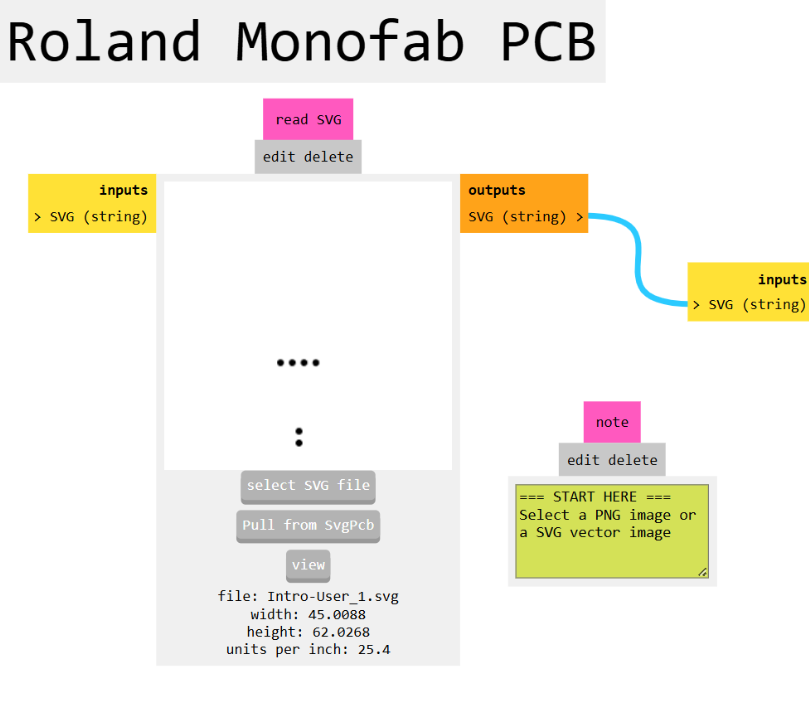 Roland Monofab PCB
read SVG
edit delete
inputs
> SVG (string)
outputs
SVG (string) >
inputs
> SVG (string)
select SVG file
Pull from SvgPcb
view
file: Intro-User_1.svg
width: 45.0088
height: 62.0268
units per inch: 25.4
note
edit delete
=== START HERE ===
Select a PNG image or
a SVG vector image